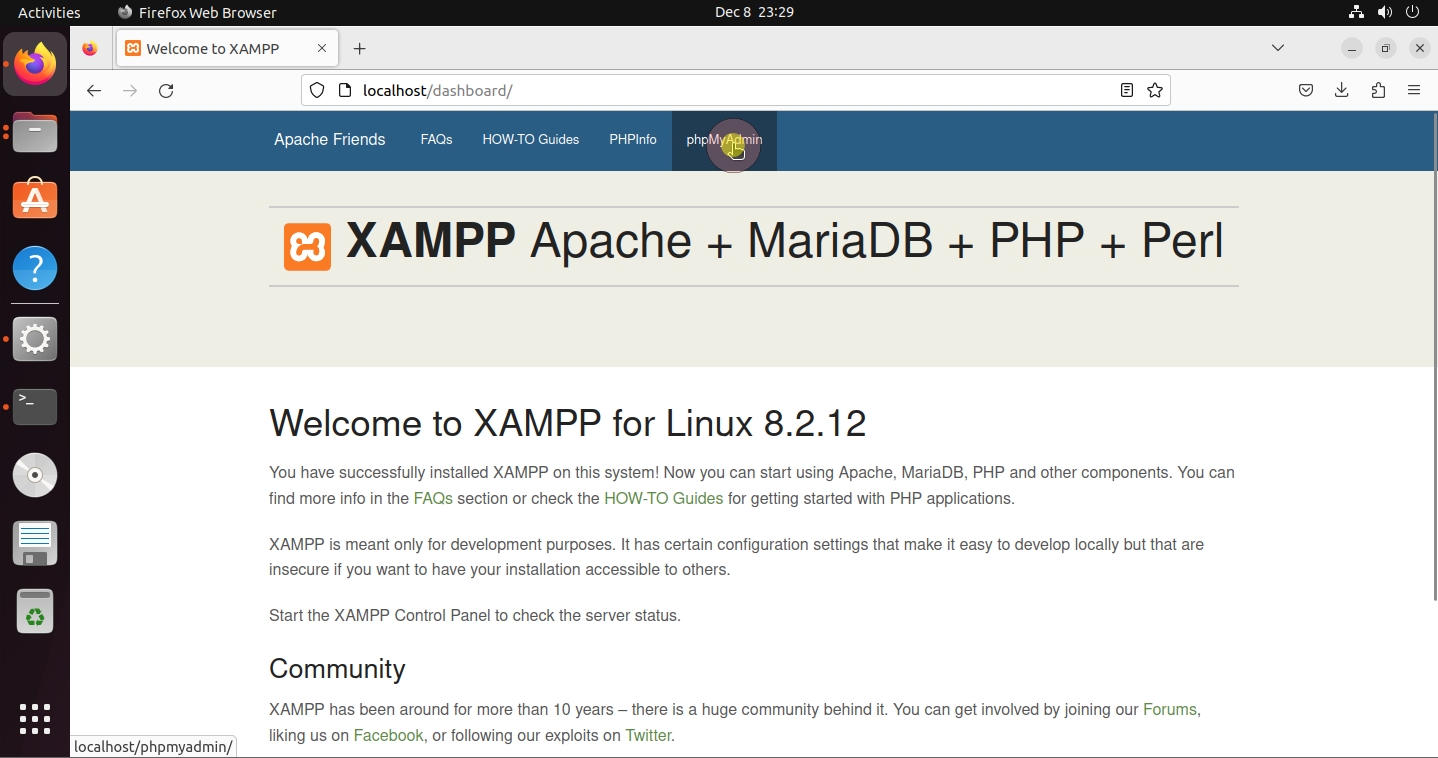 Activities Firefox Web Browser Dec 8 23:29
Welcome to XAMPP
localhost/dashboard/
Apache Friends FAQs HOW-TO Guides PHPInfo phpMyAdmin
XAMPP Apache + MariaDB + PHP + Perl
Welcome to XAMPP for Linux 8.2.12
You have successfully installed XAMPP on this system! Now you can start using Apache, MariaDB, PHP and other components. You can
find more info in the FAQs section or check the HOW-TO Guides for getting started with PHP applications.
XAMPP is meant only for development purposes. It has certain configuration settings that make it easy to develop locally but that are
insecure if you want to have your installation accessible to others.
Start the XAMPP Control Panel to check the server status.
Community
XAMPP has been around for more than 10 years – there is a huge community behind it. You can get involved by joining our Forums,
liking us on Facebook, or following our exploits on Twitter.
localhost/phpmyadmin/